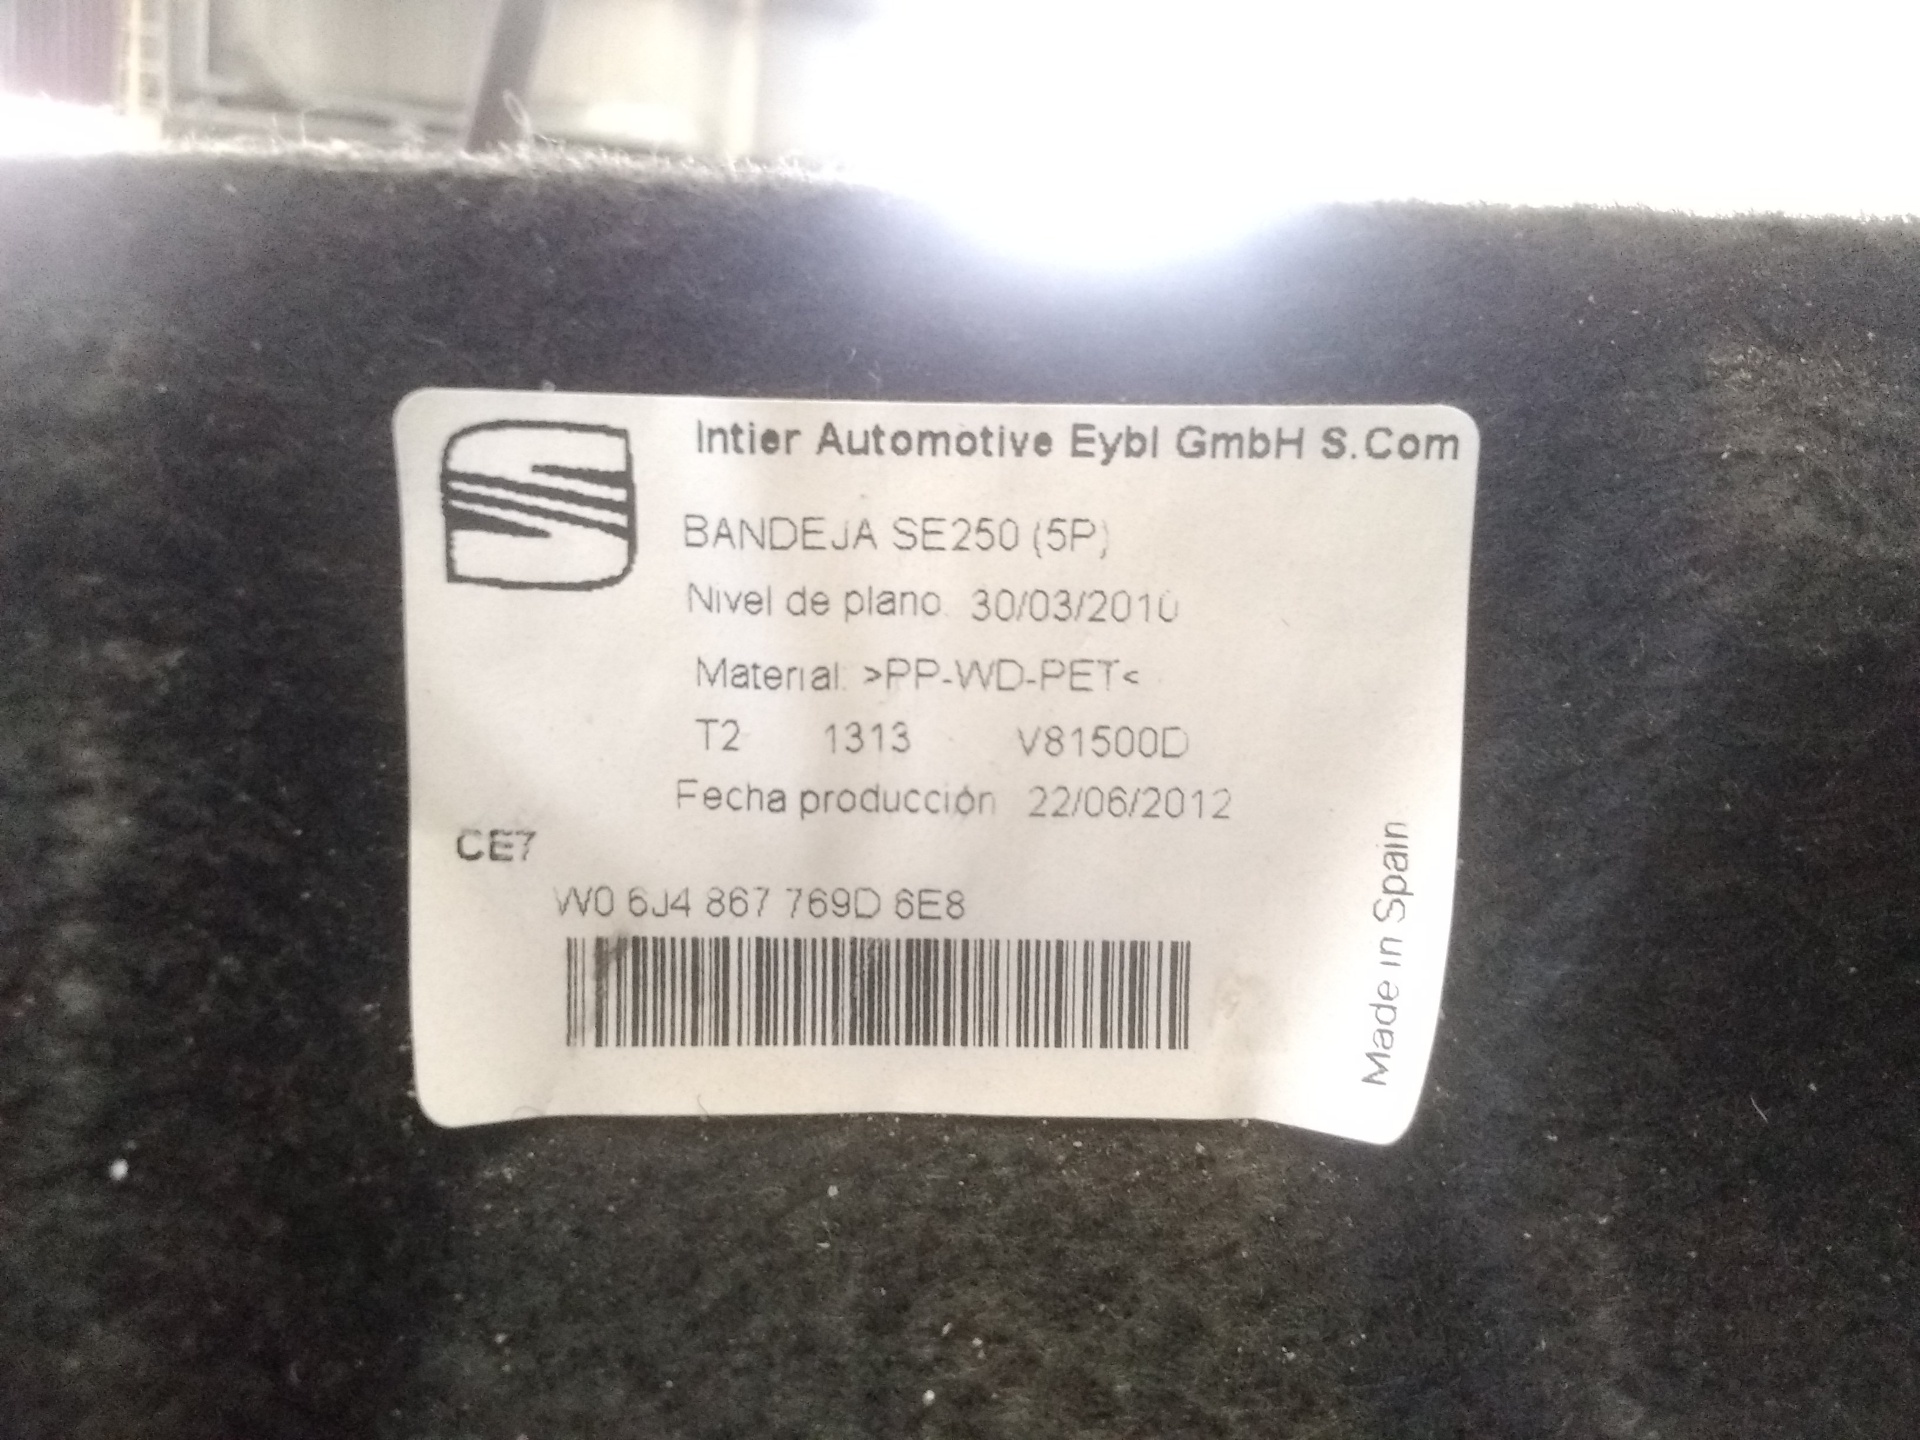 Intier Automotive Eybl GmbH S.Com
BANDEJA SE250 (5P)
Nivel de plano: 30/03/2010
Material: >PP-WD-PET<
T2 1313 V81500D
Fecha producción 22/06/2012
CE7
W0 6J4 867 769D 6E8
Made in Spain